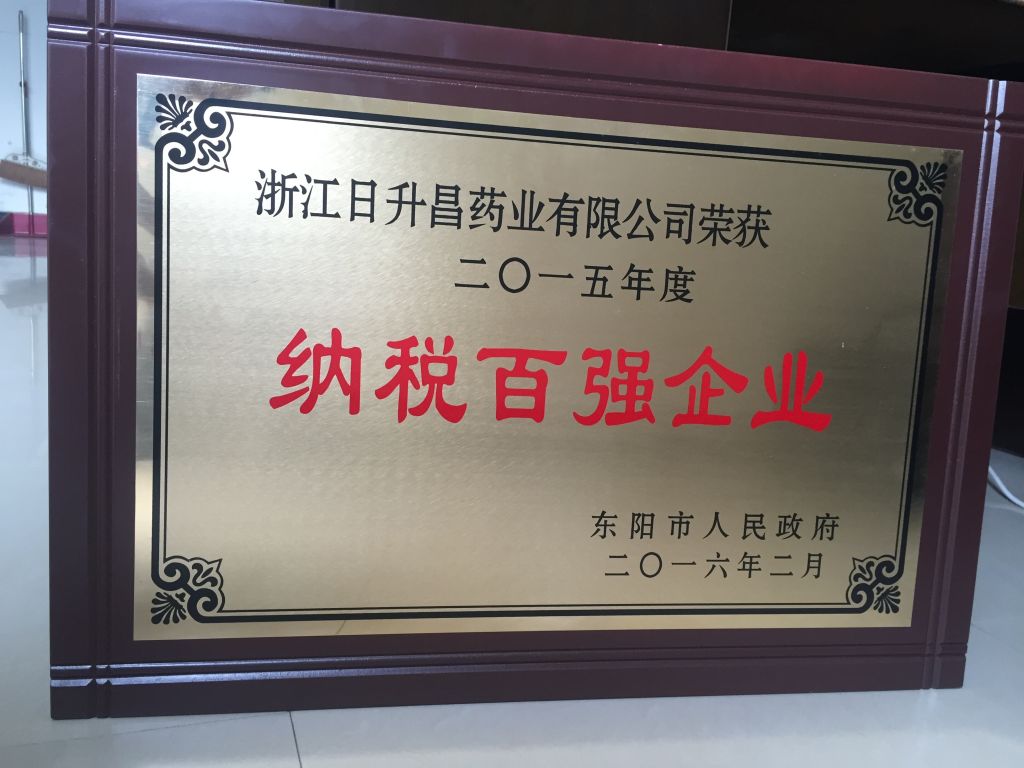 浙江日升昌药业有限公司荣获
二〇一五年度
纳税百强企业
东阳市人民政府
二〇一六年二月